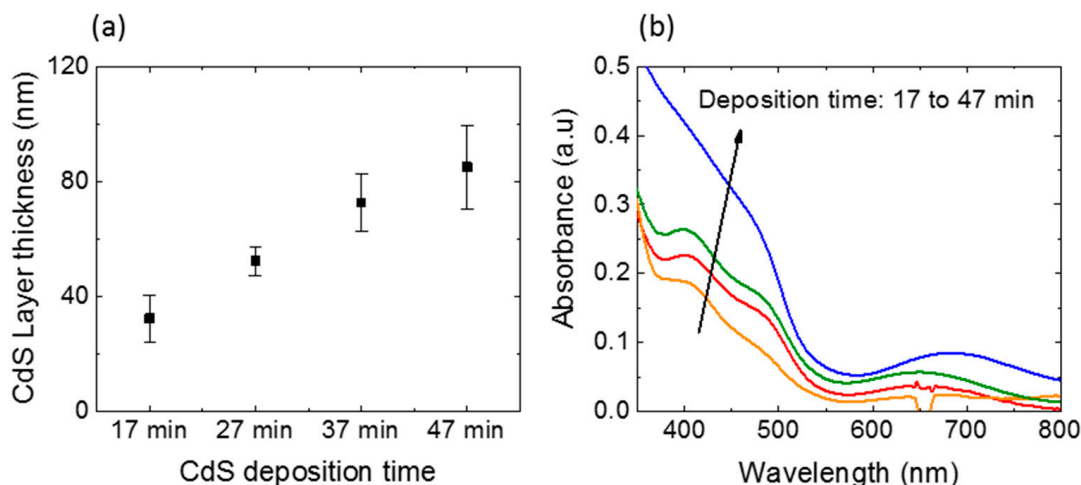 (a)
CdS Layer thickness (nm)
120
80
40
0
17 min 27 min 37 min 47 min
CdS deposition time
(b)
Absorbance (a.u)
0.5
0.4
0.3
0.2
0.1
0.0
Deposition time: 17 to 47 min
400 500 600 700 800
Wavelength (nm)